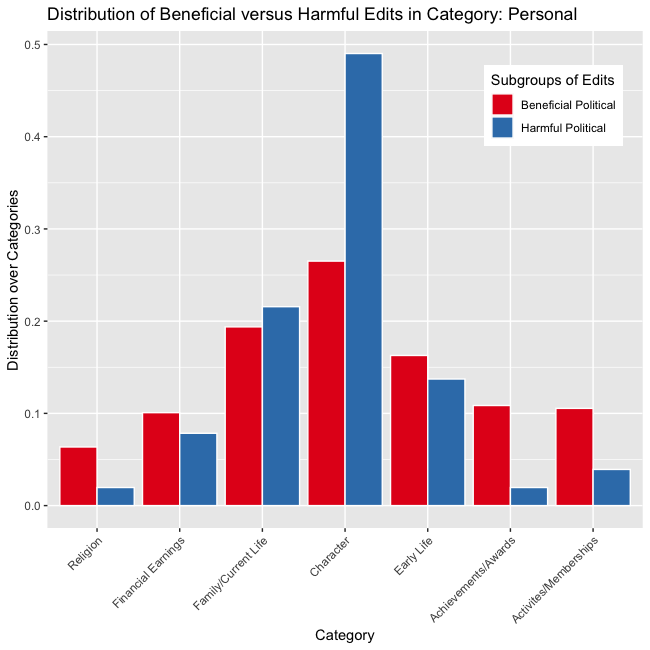 Distribution of Beneficial versus Harmful Edits in Category: Personal
Distribution over Categories
0.5
0.4
0.3
0.2
0.1
0.0
Subgroups of Edits
Beneficial Political
Harmful Political
Religion
Financial Earnings
Family/Current Life
Character
Early Life
Achievements/Awards
Activites/Memberships
Category